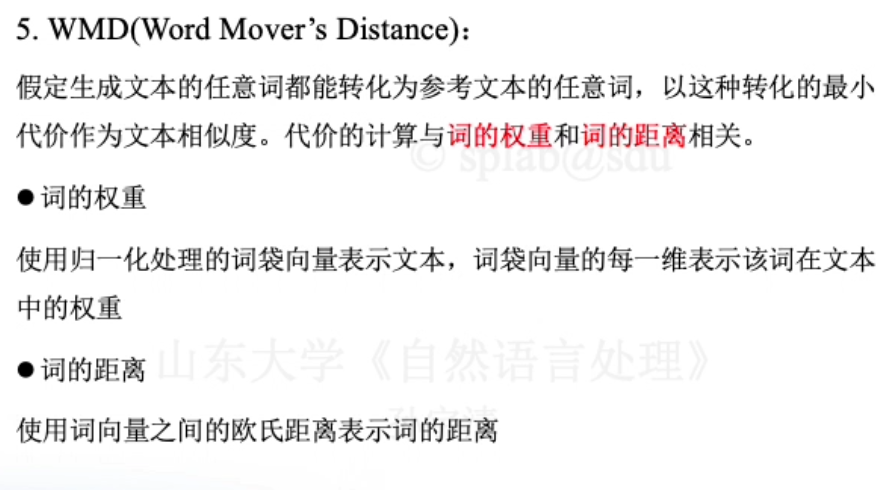 5. WMD(Word Mover’s Distance)：
假定生成文本的任意词都能转化为参考文本的任意词，以这种转化的最小
代价作为文本相似度。代价的计算与词的权重和词的距离相关。
© splab@sdu
●词的权重
使用归一化处理的词袋向量表示文本，词袋向量的每一维表示该词在文本
中的权重
山东大学《自然语言处理》
●词的距离
使用词向量之间的欧氏距离表示词的距离